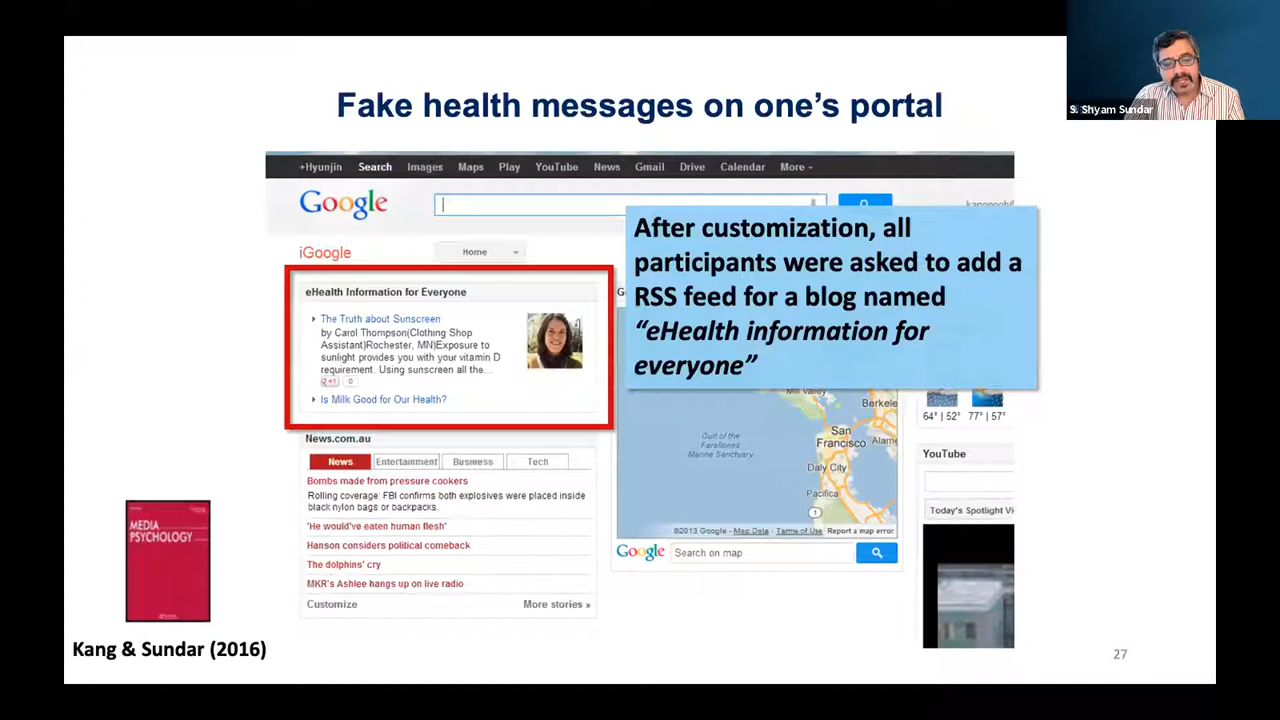 S. Shyam Sundar
Fake health messages on one's portal
+Hyunjin Search Images Maps Play YouTube News Gmail Drive Calendar More
Google
iGoogle
Home
eHealth Information for Everyone
The Truth about Sunscreen
by Carol Thompson(Clothing Shop
Assistant)Rochester, MN)Exposure to
sunlight provides you with your vitamin D
requirement. Using sunscreen all the...
+1 0
Is Milk Good for Our Health?
After customization, all
participants were asked to add a
RSS feed for a blog named
“eHealth information for
everyone”
News.com.au
News Entertainment Business Tech
Bombs made from pressure cookers
Rolling coverage: FBI confirms both explosives were placed inside
black nylon bags or backpacks.
'He would've eaten human flesh'
Hanson considers political comeback
The dolphins' cry
MKR's Ashlee hangs up on live radio
Customize More stories »
Mill Valley
Berkele
San
Francisco
Alame
Gulf of the
Farallones
Marine Sanctuary
Daly City
Pacifica
1
©2013 Google - Map Data - Terms of Use Report a map error
Google Search on map
64° | 52° 77° | 57°
YouTube
Today's Spotlight Vi
MEDIA
PSYCHOLOGY
Kang & Sundar (2016)
27